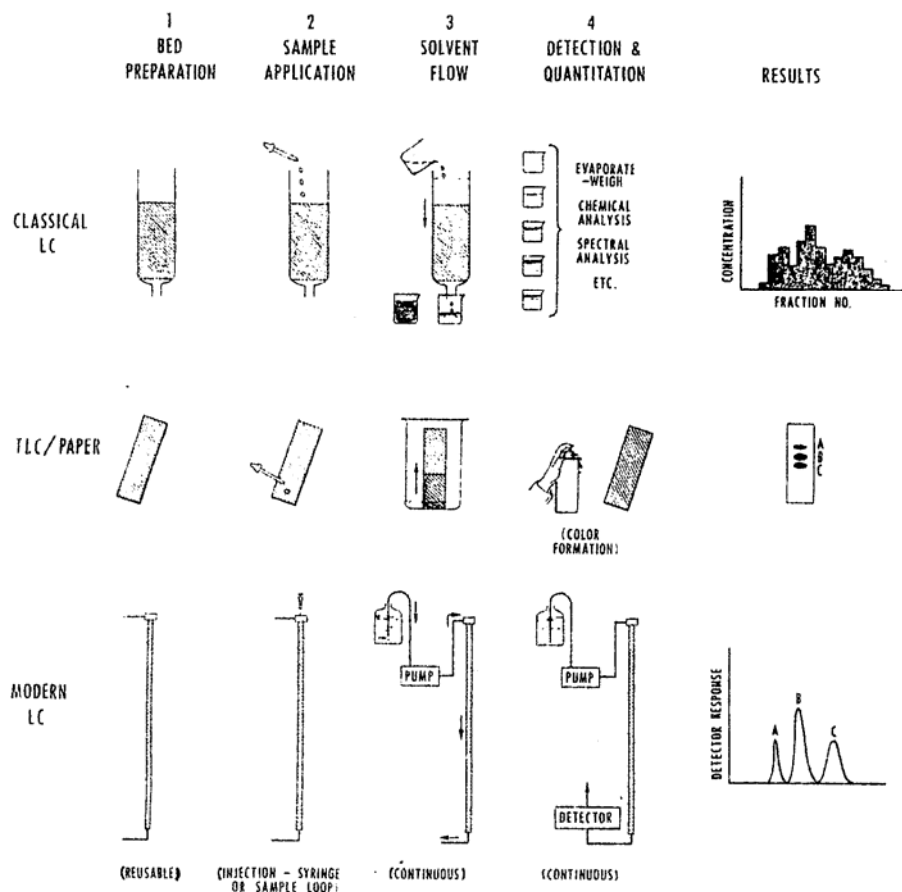 1
BED
PREPARATION
2
SAMPLE
APPLICATION
3
SOLVENT
FLOW
4
DETECTION &
QUANTITATION
RESULTS
CLASSICAL
LC
EVAPORATE
-WEIGH
CHEMICAL
ANALYSIS
SPECTRAL
ANALYSIS
ETC.
CONCENTRATION
FRACTION NO.
TLC/PAPER
(COLOR
FORMATION)
A
B
C
MODERN
LC
PUMP
PUMP
DETECTOR
DETECTOR RESPONSE
A
B
C
(REUSABLE)
(INJECTION - SYRINGE
OR SAMPLE LOOP)
(CONTINUOUS)
(CONTINUOUS)